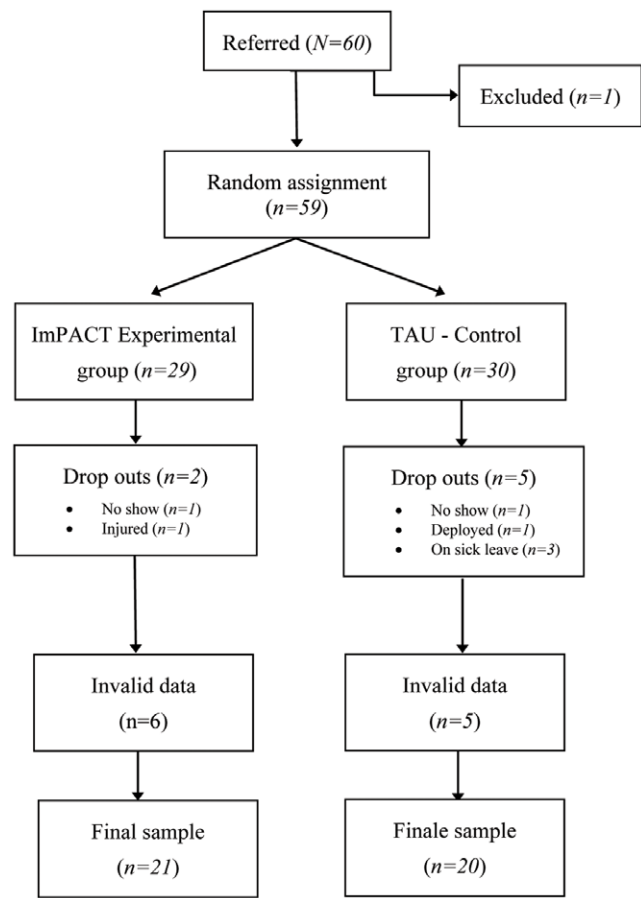 Referred (N=60)
Excluded (n=1)
Random assignment
(n=59)
ImPACT Experimental
group (n=29)
TAU - Control
group (n=30)
Drop outs (n=2)
• No show (n=1)
• Injured (n=1)
Drop outs (n=5)
• No show (n=1)
• Deployed (n=1)
• On sick leave (n=3)
Invalid data
(n=6)
Invalid data
(n=5)
Final sample
(n=21)
Finale sample
(n=20)